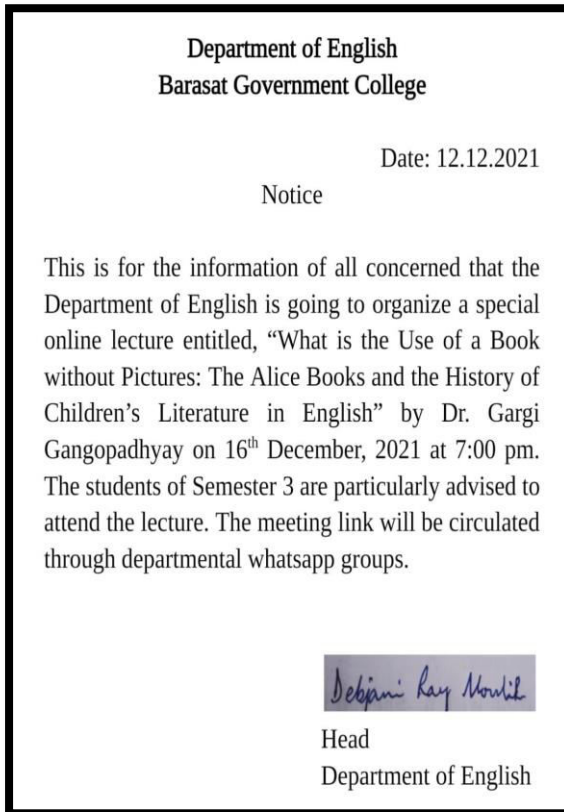 Department of English
Barasat Government College
Date: 12.12.2021
Notice
This is for the information of all concerned that the
Department of English is going to organize a special
online lecture entitled, “What is the Use of a Book
without Pictures: The Alice Books and the History of
Children’s Literature in English” by Dr. Gargi
Gangopadhyay on 16th December, 2021 at 7:00 pm.
The students of Semester 3 are particularly advised to
attend the lecture. The meeting link will be circulated
through departmental whatsapp groups.
Debjani Ray Moulik
Head
Department of English